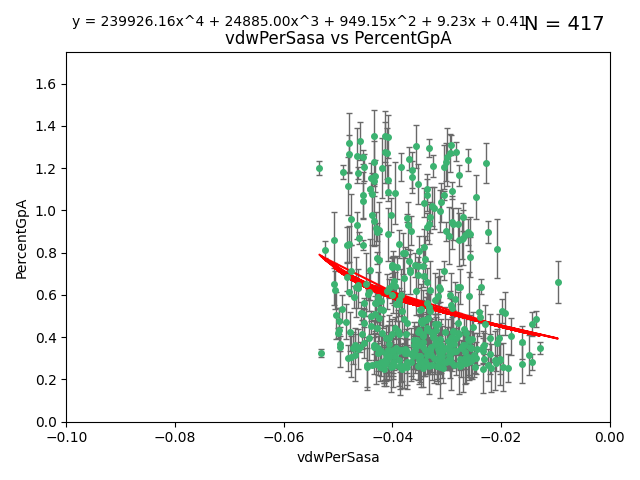 y = 239926.16x^4 + 24885.00x^3 + 949.15x^2 + 9.23x + 0.41
N = 417
vdwPerSasa vs PercentGpA
1.6
1.4
1.2
1.0
0.8
0.6
0.4
0.2
0.0
PercentGpA
−0.10 −0.08 −0.06 −0.04 −0.02 0.00
vdwPerSasa